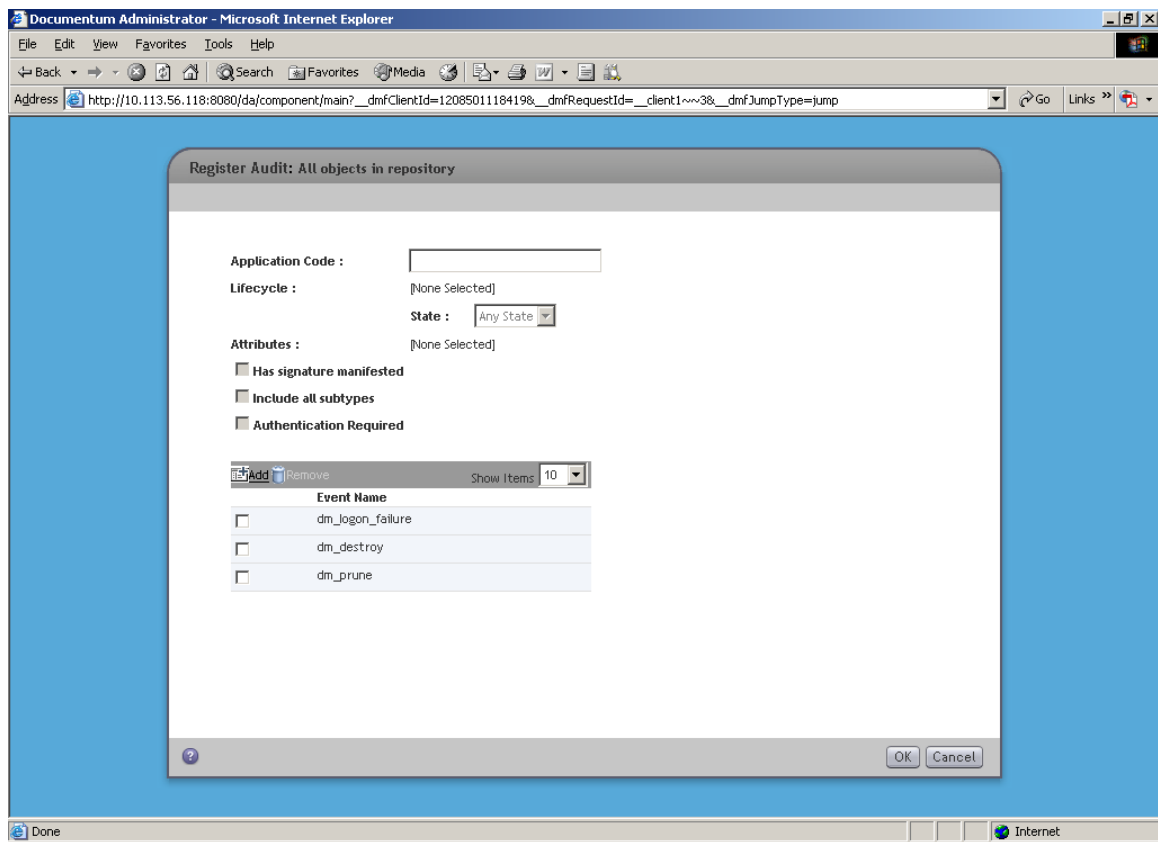 Documentum Administrator - Microsoft Internet Explorer
File Edit View Favorites Tools Help
Back Search Favorites Media
Address http://10.113.56.118:8080/da/component/main?__dmfClientId=1208501118419&__dmfRequestId=__client1~~3&__dmfJumpType=jump Go Links »
Register Audit: All objects in repository
Application Code :
Lifecycle : [None Selected]
State : Any State
Attributes : [None Selected]
Has signature manifested
Include all subtypes
Authentication Required
Add Remove Show Items 10
Event Name
dm_logon_failure
dm_destroy
dm_prune
? OK Cancel
Done Internet